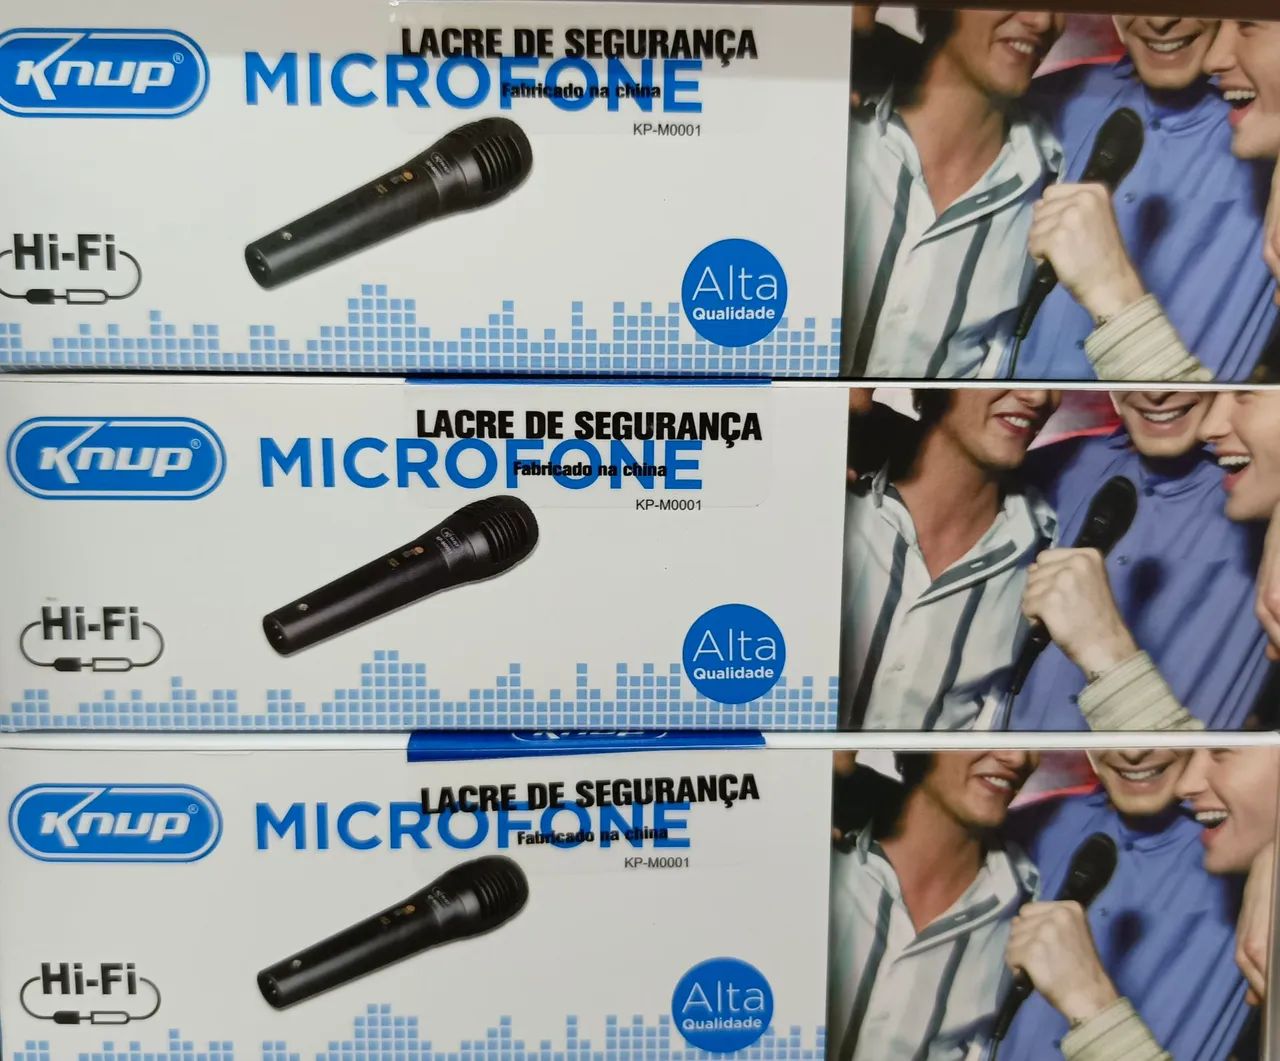 LACRE DE SEGURANÇA
Knup®
MICROFONE
Fabricado na china
KP-M0001
Hi-Fi
Alta
Qualidade
LACRE DE SEGURANÇA
Knup®
MICROFONE
Fabricado na china
KP-M0001
Hi-Fi
Alta
Qualidade
Knup
LACRE DE SEGURANÇA
Knup®
MICROFONE
Fabricado na china
KP-M0001
Hi-Fi
Alta
Qualidade